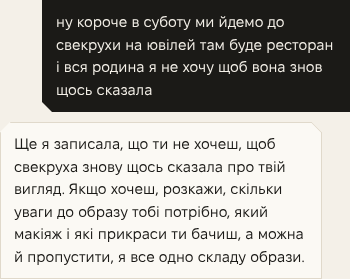 ну короче в суботу ми йдемо до
свекрухи на ювілей там буде ресторан
і вся родина я не хочу щоб вона знов
щось сказала
Ще я записала, що ти не хочеш, щоб
свекруха знову щось сказала про твій
вигляд. Якщо хочеш, розкажи, скільки
уваги до образу тобі потрібно, який
макіяж і які прикраси ти бачиш, а можна
й пропустити, я все одно складу образи.